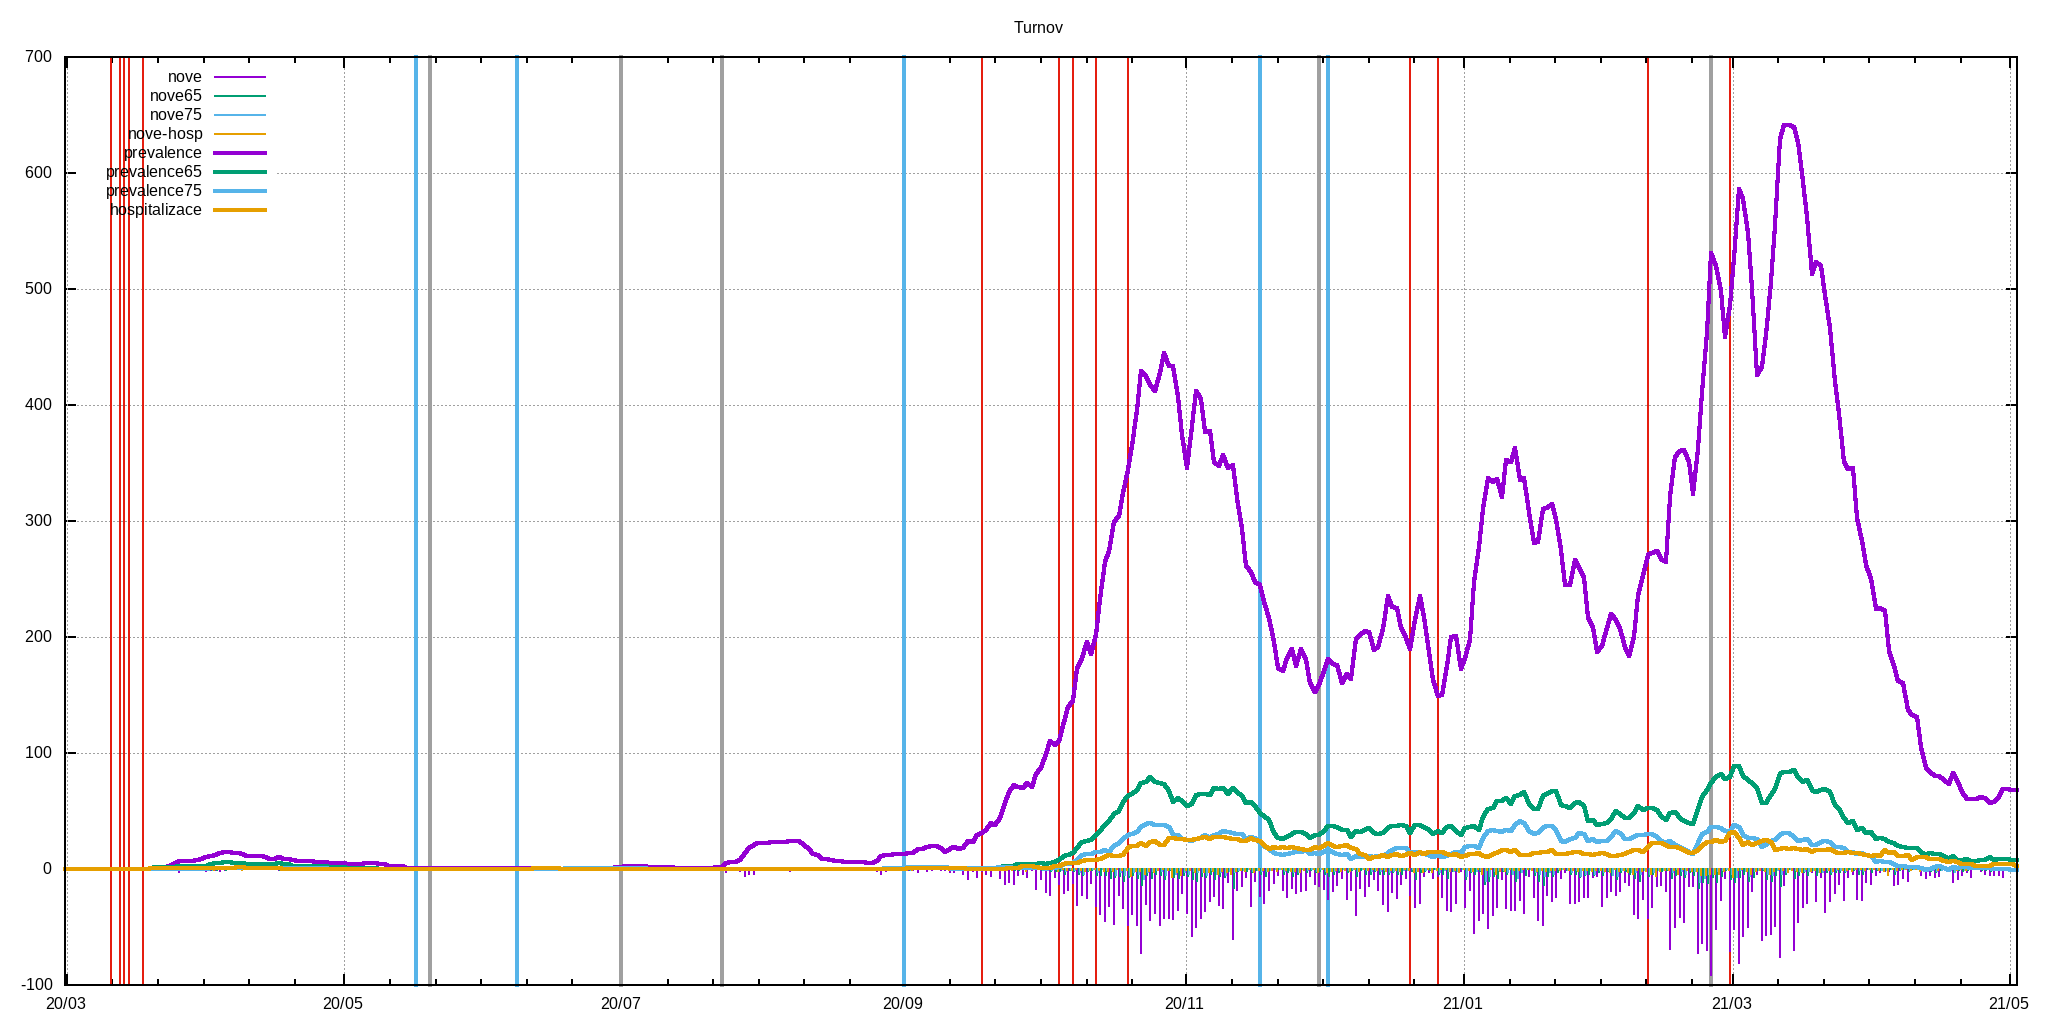 Turnov
700
nove
nove65
nove75
nove-hosp
prevalence
prevalence65
prevalence75
hospitalizace
600
500
400
300
200
100
0
-100
20/03 20/05 20/07 20/09 20/11 21/01 21/03 21/05